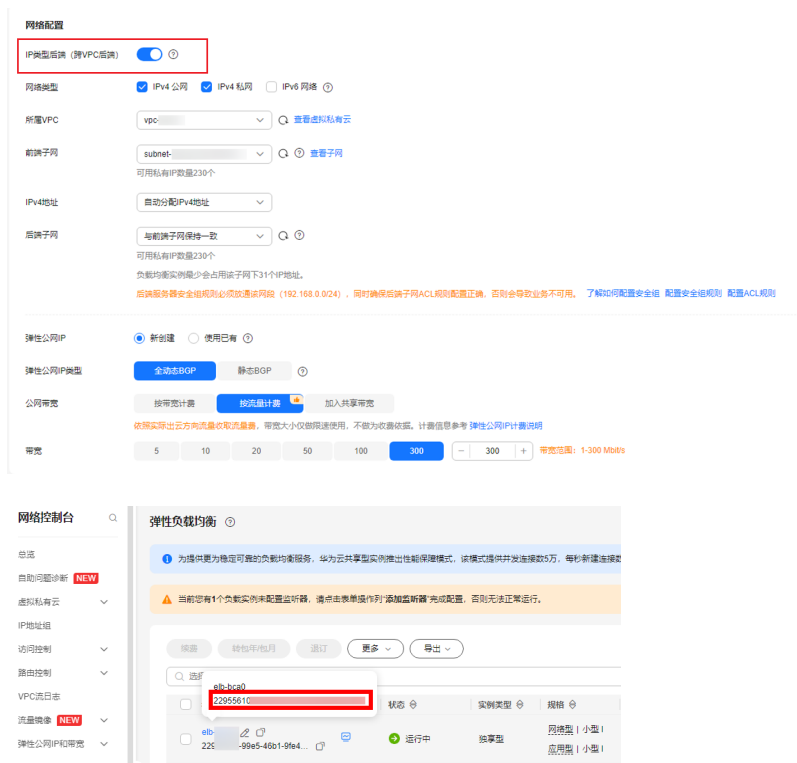 网络配置
IP类型后端（跨VPC后端）
网络类型 IPv4 公网 IPv4 私网 IPv6 网络
所属VPC vpc- 查看虚拟私有云
前端子网 subnet- 查看子网
可用私有IP数量230个
IPv4地址 自动分配IPv4地址
后端子网 与前端子网保持一致
可用私有IP数量230个
负载均衡实例最少会占用该子网下31个IP地址。
后端服务器安全组规则必须放通该网段（192.168.0.0/24），同时确保后端子网ACL规则配置正确，否则会导致业务不可用。 了解如何配置安全组 配置安全组规则 配置ACL规则
弹性公网IP 新创建 使用已有
弹性公网IP类型 全动态BGP 静态BGP
公网带宽 按带宽计费 按流量计费 加入共享带宽
依照实际出云方向流量收取流量费，带宽大小仅做限速使用，不做为收费依据。计费信息参考 弹性公网IP计费说明
带宽 5 10 20 50 100 300 − 300 + 带宽范围：1-300 Mbit/s
网络控制台
总览
自助问题诊断 NEW
虚拟私有云
IP地址组
访问控制
路由控制
VPC流日志
流量镜像 NEW
弹性公网IP和带宽
弹性负载均衡
为提供更为稳定可靠的负载均衡服务，华为云共享型实例推出性能保障模式，该模式提供并发连接数5万，每秒新建连接数
当前您有1个负载实例未配置监听器，请点击表单操作列“添加监听器”完成配置，否则无法正常运行。
续费 转包年/包月 退订 更多 导出
选择
elb-bca0
22955610
状态 实例类型 规格
elb-
229 -99e5-46b1-9fe4...
运行中 独享型 网络型 | 小型 I
应用型 | 小型 I